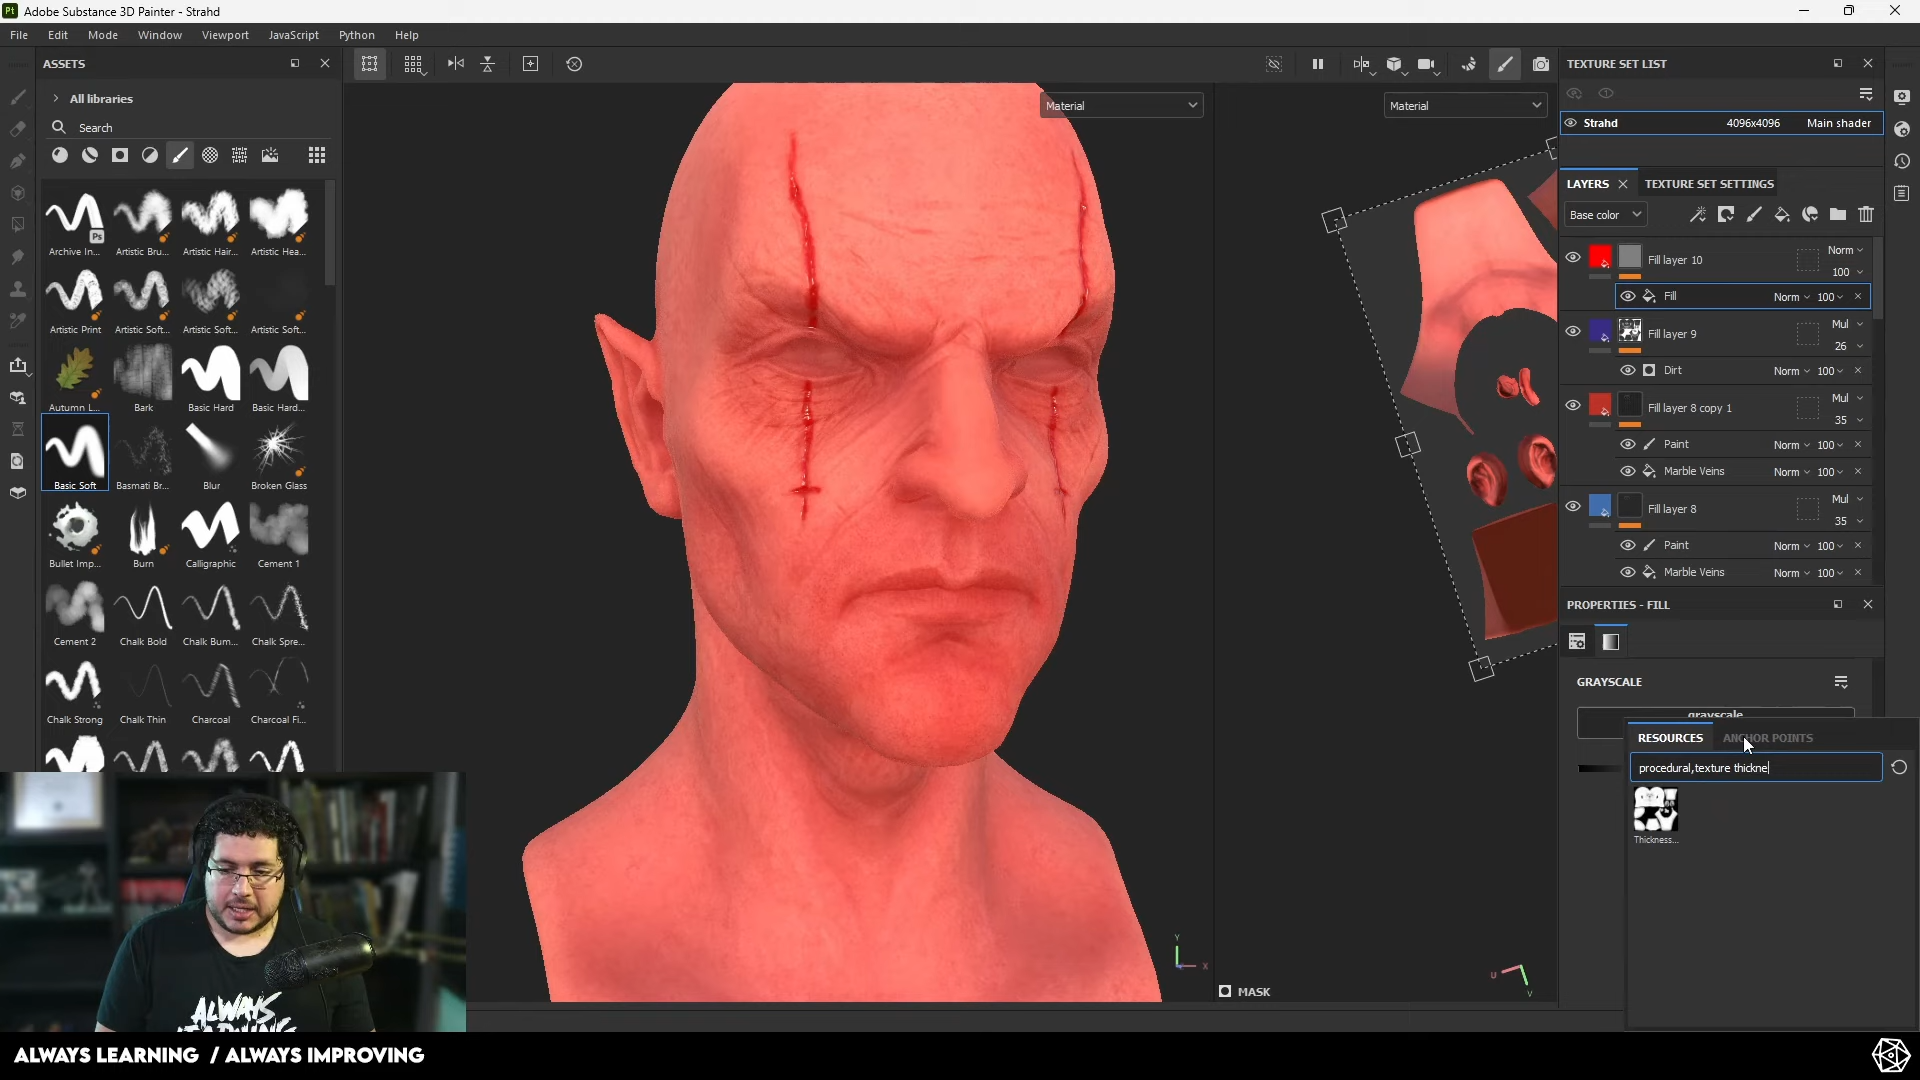 Adobe Substance 3D Painter - Strahd
File Edit Mode Window Viewport JavaScript Python Help
ASSETS
All libraries
Search
Archive In...
Artistic Bru...
Artistic Hair...
Artistic Hea...
Artistic Print
Artistic Soft...
Artistic Soft...
Artistic Soft...
Autumn L...
Bark
Basic Hard
Basic Hard...
Basic Soft
Basmati Br...
Blur
Broken Glass
Bullet Imp...
Burn
Calligraphic
Cement 1
Cement 2
Chalk Bold
Chalk Bum...
Chalk Spre...
Chalk Strong
Chalk Thin
Charcoal
Charcoal Fi...
Material
Material
MASK
TEXTURE SET LIST
Strahd 4096x4096 Main shader
LAYERS TEXTURE SET SETTINGS
Base color
Fill layer 10 Norm
100
Fill Norm 100
Fill layer 9 Mul
26
Dirt Norm 100
Fill layer 8 copy 1 Mul
35
Paint Norm 100
Marble Veins Norm 100
Fill layer 8 Mul
35
Paint Norm 100
Marble Veins Norm 100
PROPERTIES - FILL
GRAYSCALE
grayscale
RESOURCES ANCHOR POINTS
procedural,texture thickne
Thickness...
ALWAYS
ALWAYS LEARNING / ALWAYS IMPROVING